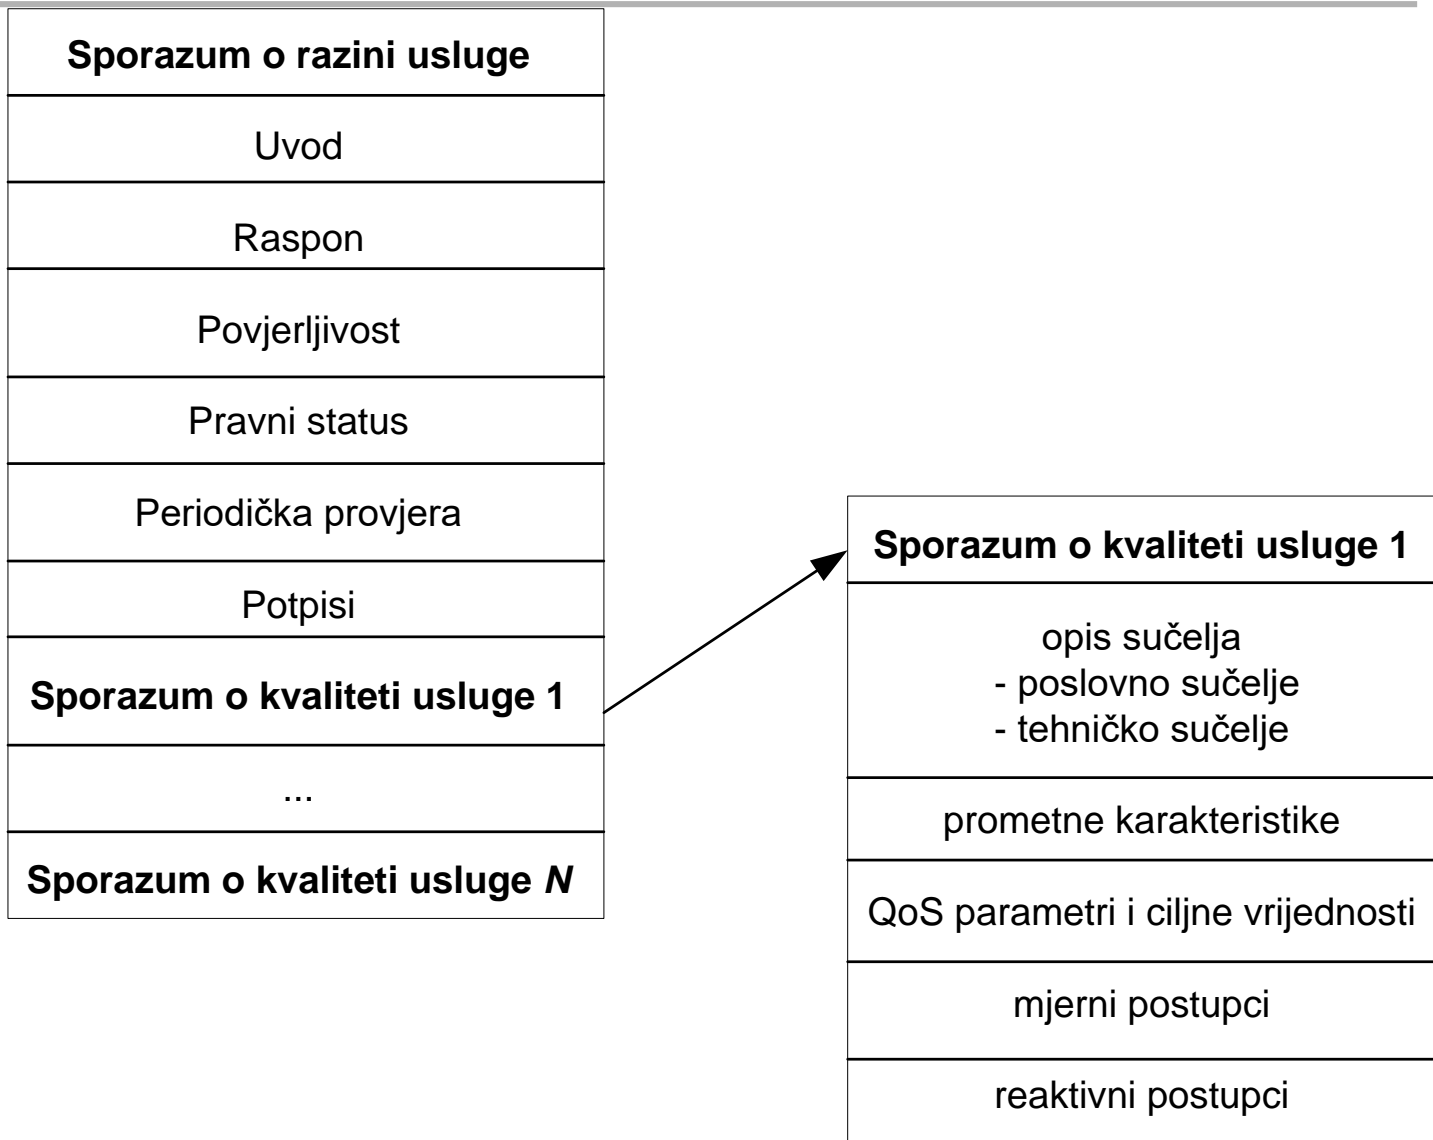 Sporazum o razini usluge
Uvod
Raspon
Povjerljivost
Pravni status
Periodička provjera
Potpisi
Sporazum o kvaliteti usluge 1
...
Sporazum o kvaliteti usluge N
Sporazum o kvaliteti usluge 1
opis sučelja
- poslovno sučelje
- tehničko sučelje
prometne karakteristike
QoS parametri i ciljne vrijednosti
mjerni postupci
reaktivni postupci